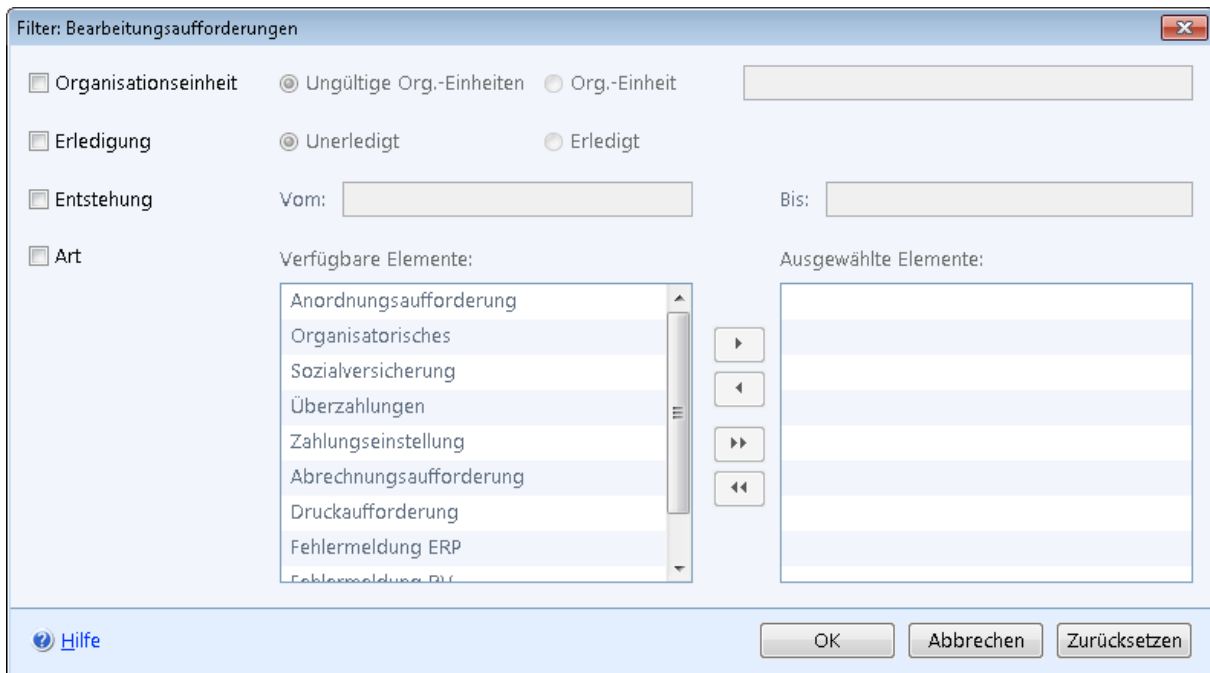 Filter: Bearbeitungsaufforderungen
Organisationseinheit Ungültige Org.-Einheiten Org.-Einheit
Erledigung Unerledigt Erledigt
Entstehung Vom: Bis:
Art Verfügbare Elemente: Ausgewählte Elemente:
Anordnungsaufforderung
Organisatorisches
Sozialversicherung
Überzahlungen
Zahlungseinstellung
Abrechnungsaufforderung
Druckaufforderung
Fehlermeldung ERP
Fehlermeldung
Hilfe OK Abbrechen Zurücksetzen